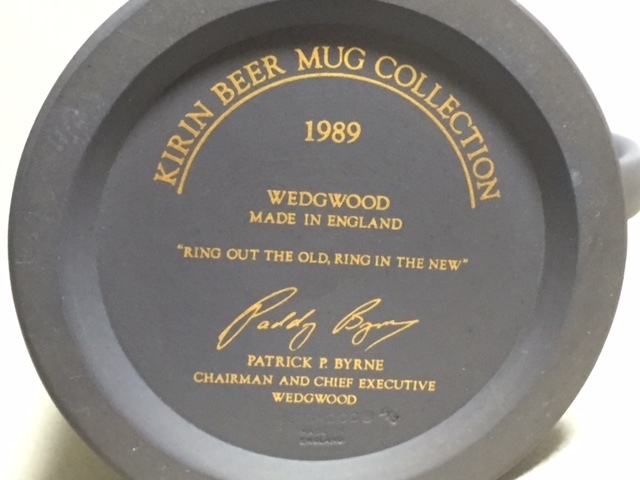 KIRIN BEER MUG COLLECTION
1989
WEDGWOOD
MADE IN ENGLAND
"RING OUT THE OLD, RING IN THE NEW"
Paddy Byrne
PATRICK P. BYRNE
CHAIRMAN AND CHIEF EXECUTIVE
WEDGWOOD